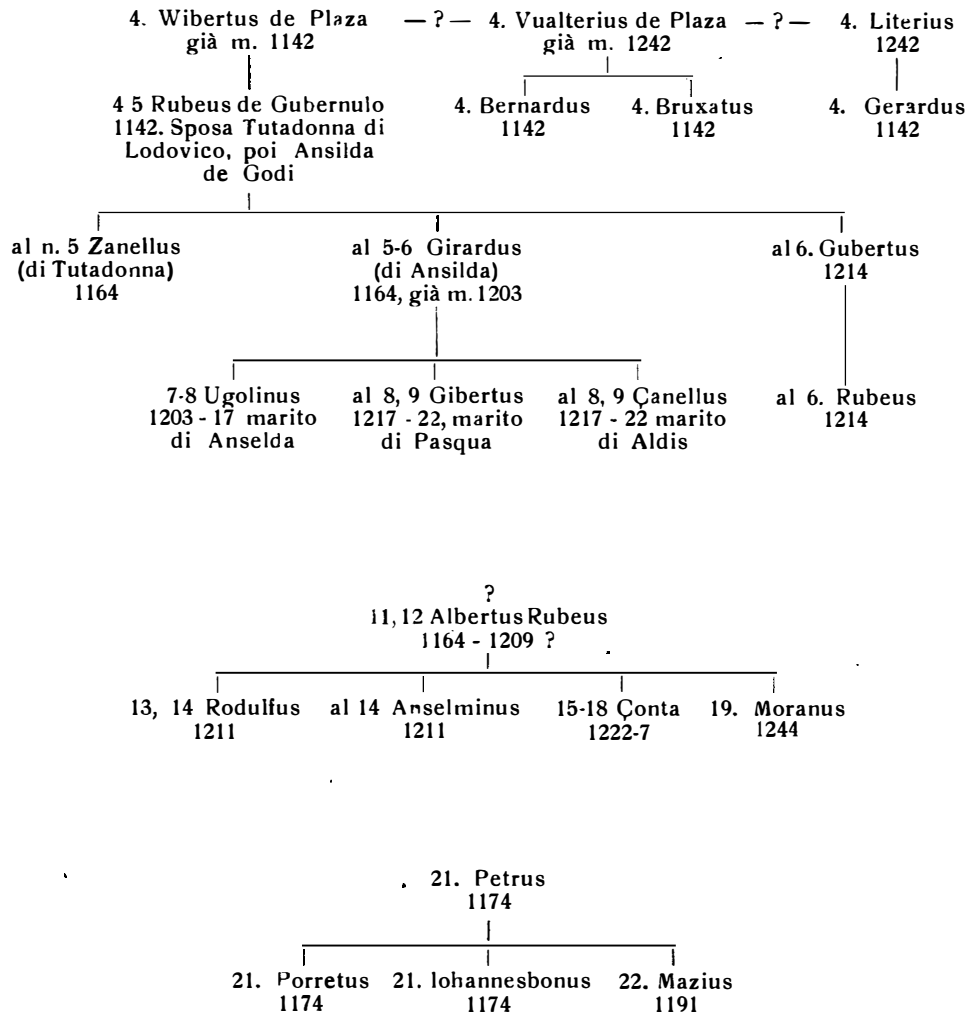 4. Wibertus de Plaza — ? — 4. Vualterius de Plaza — ? — 4. Literius
già m. 1142 già m. 1242 1242
4 5 Rubeus de Gubernulo 4. Bernardus 4. Bruxatus 4. Gerardus
1142. Sposa Tutadonna di 1142 1142 1142
Lodovico, poi Ansilda
de Godi
al n. 5 Zanellus al 5-6 Girardus al 6. Gubertus
(di Tutadonna) (di Ansilda) 1214
1164 1164, già m. 1203
7-8 Ugolinus al 8, 9 Gibertus al 8, 9 Çanellus al 6. Rubeus
1203 - 17 marito 1217 - 22, marito 1217 - 22 marito 1214
di Anselda di Pasqua di Aldis
?
11, 12 Albertus Rubeus
1164 - 1209 ?
13, 14 Rodulfus al 14 Anselminus 15-18 Çonta 19. Moranus
1211 1211 1222-7 1244
21. Petrus
1174
21. Porretus 21. Iohannesbonus 22. Mazius
1174 1174 1191